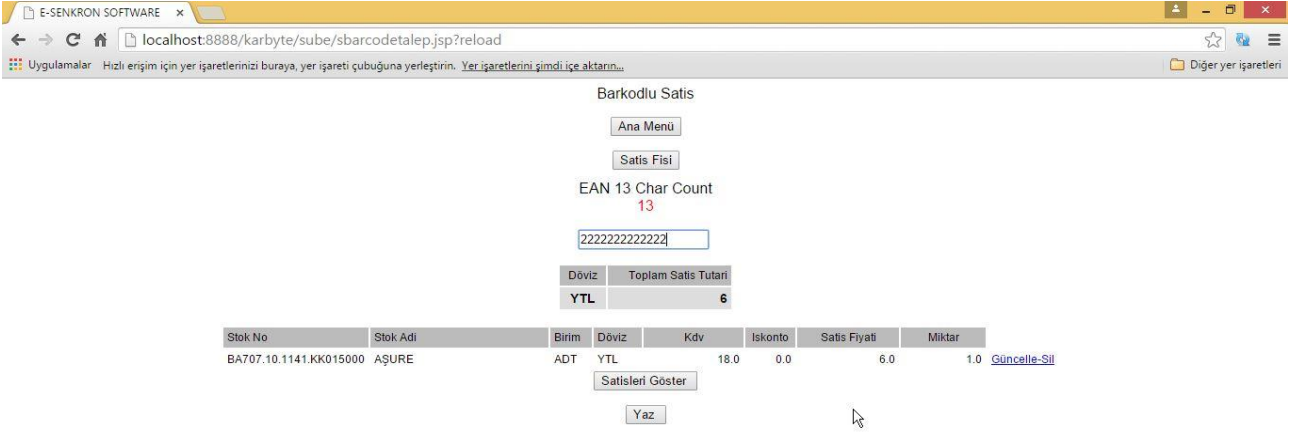 E-SENKRON SOFTWARE
localhost:8888/karbyte/sube/sbarcodetalep.jsp?reload
Uygulamalar Hızlı erişim için yer işaretlerinizi buraya, yer işareti çubuğuna yerleştirin. Yer işaretlerini şimdi içe aktarın... Diğer yer işaretleri
Barkodlu Satis
Ana Menü
Satis Fisi
EAN 13 Char Count
13
2222222222222
Döviz Toplam Satis Tutari
YTL 6
Stok No Stok Adi Birim Döviz Kdv Iskonto Satis Fiyati Miktar
BA707.10.1141.KK015000 AŞURE ADT YTL 18.0 0.0 6.0 1.0 Güncelle-Sil
Satisleri Göster
Yaz